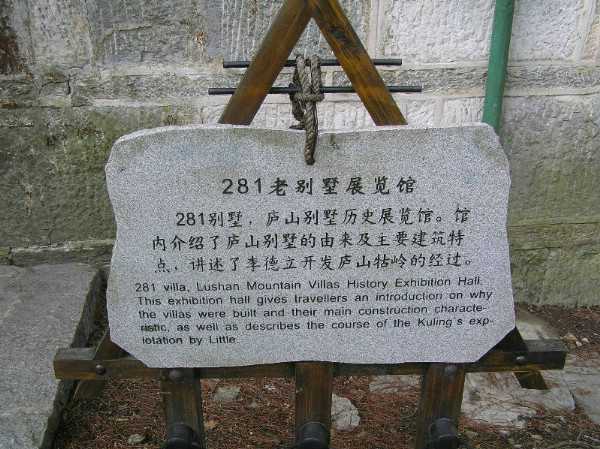 281老别墅展览馆
281别墅，庐山别墅历史展览馆。馆
内介绍了庐山别墅的由来及主要建筑特
点，讲述了李德立开发庐山牯岭的经过。
281 villa, Lushan Mountain Villas History Exhibition Hall.
This exhibition hall gives travellers an introduction on why
the villas were built and their main construction characte-
ristic, as well as describes the course of the Kuling's exp-
lotation by Little